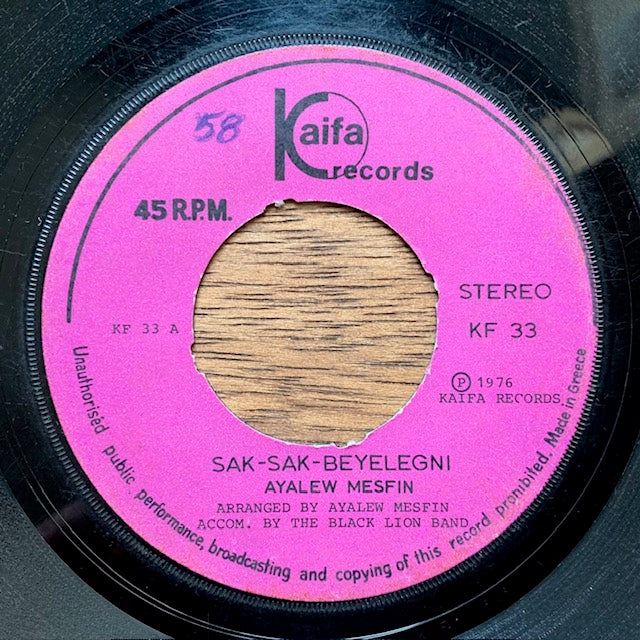 58
Kaifa
records
45 R.P.M.
STEREO
KF 33 A
KF 33
Ⓟ 1976
KAIFA RECORDS.
SAK-SAK-BEYELEGNI
AYALEW MESFIN
ARRANGED BY AYALEW MESFIN
ACCOM. BY THE BLACK LION BAND
Unauthorised public performance, broadcasting and copying of this record prohibited. Made in Greece